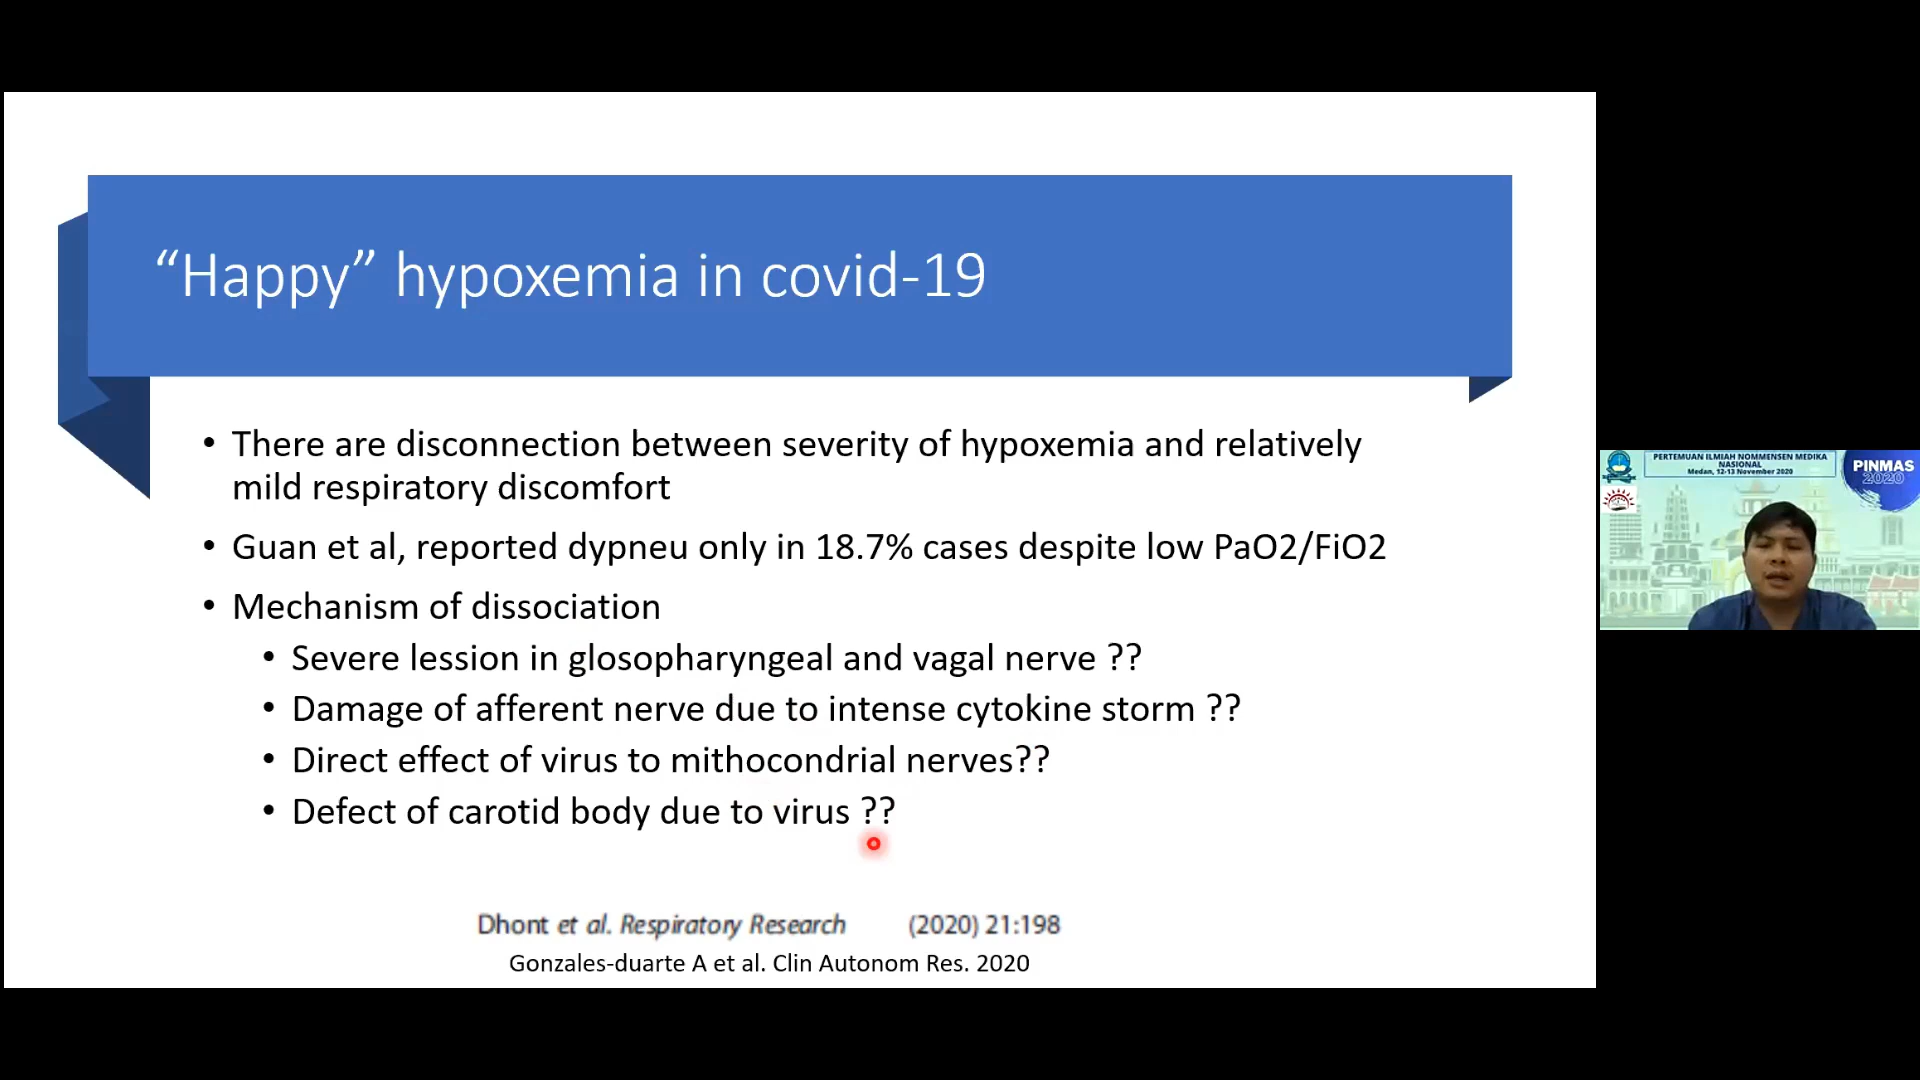 “Happy” hypoxemia in covid-19
• There are disconnection between severity of hypoxemia and relatively
mild respiratory discomfort
• Guan et al, reported dypneu only in 18.7% cases despite low PaO2/FiO2
• Mechanism of dissociation
• Severe lession in glosopharyngeal and vagal nerve ??
• Damage of afferent nerve due to intense cytokine storm ??
• Direct effect of virus to mithocondrial nerves??
• Defect of carotid body due to virus ??
Dhont et al. Respiratory Research (2020) 21:198
Gonzales-duarte A et al. Clin Autonom Res. 2020
PERTEMUAN ILMIAH NOMMENSEN MEDIKA
NASIONAL
Medan, 12-13 November 2020
PINMAS
2020